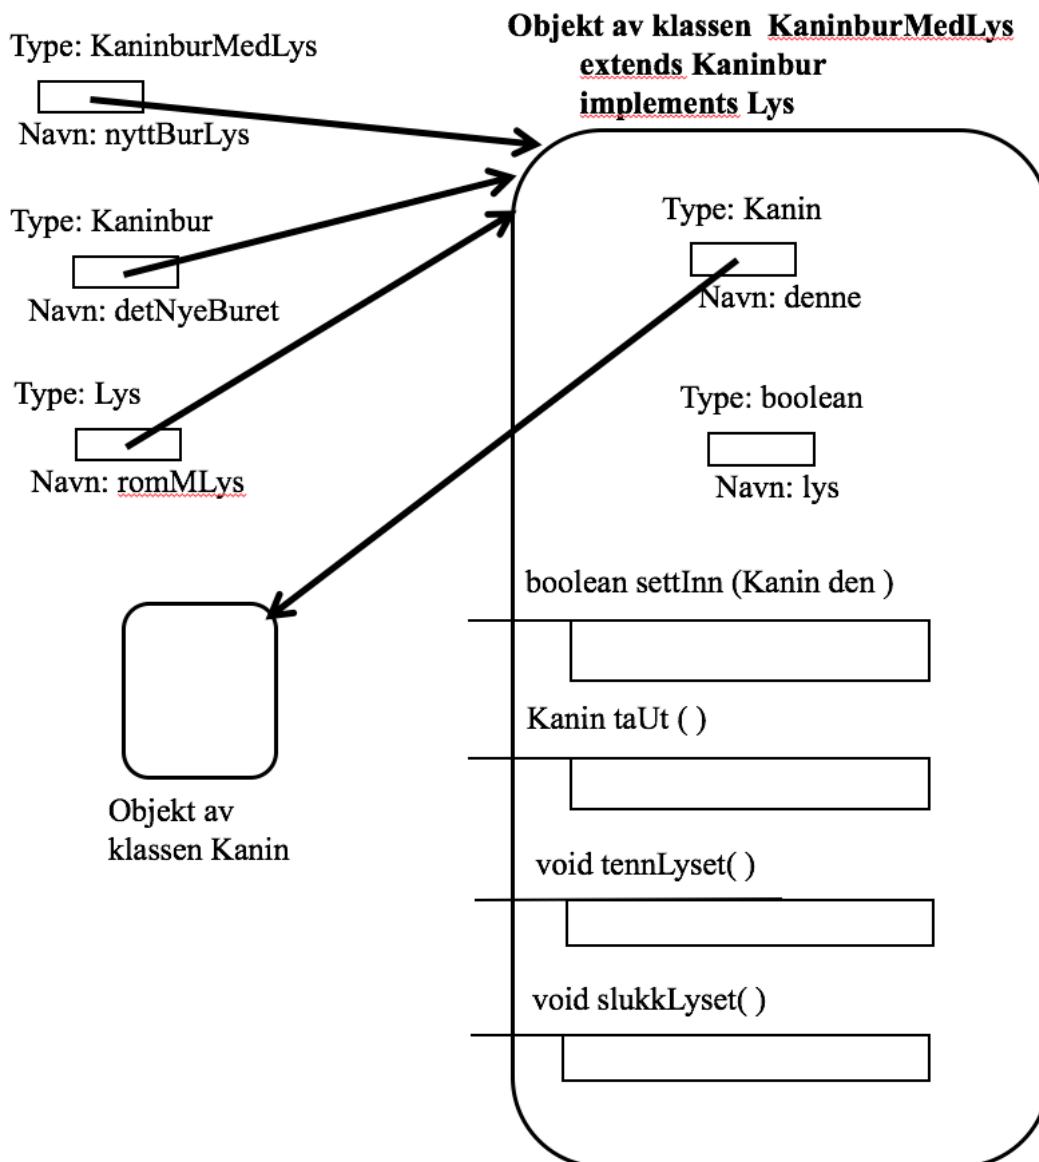 Objekt av klassen KaninburMedLys
extends Kaninbur
implements Lys
Type: KaninburMedLys
Navn: nyttBurLys
Type: Kaninbur
Navn: detNyeBuret
Type: Lys
Navn: romMLys
Type: Kanin
Navn: denne
Type: boolean
Navn: lys
boolean settInn (Kanin den )
Kanin taUt ( )
void tennLyset( )
void slukkLyset( )
Objekt av
klassen Kanin